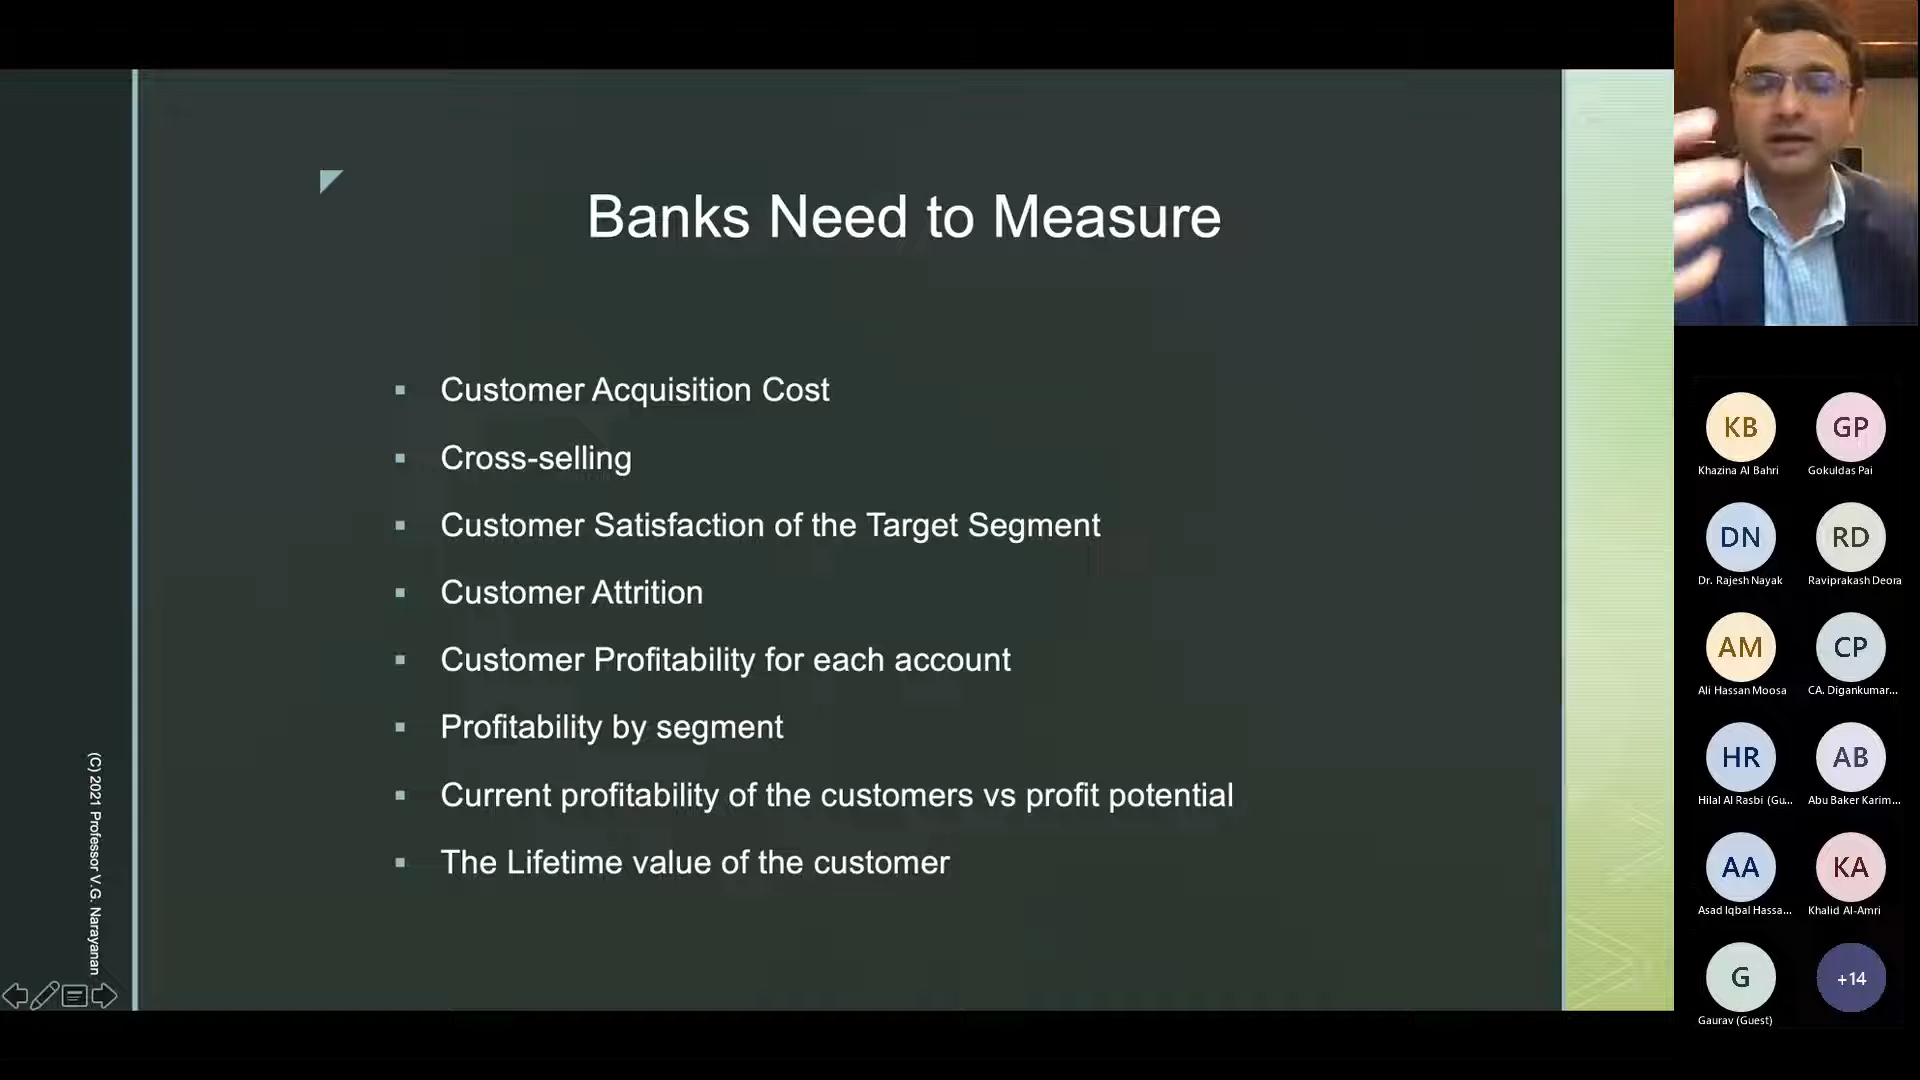 Banks Need to Measure
Customer Acquisition Cost
Cross-selling
Customer Satisfaction of the Target Segment
Customer Attrition
Customer Profitability for each account
Profitability by segment
Current profitability of the customers vs profit potential
The Lifetime value of the customer
(C) 2021 Professor V.G. Narayanan
KB
Khazina Al Bahri
GP
Gokuldas Pai
DN
Dr. Rajesh Nayak
RD
Raviprakash Deora
AM
Ali Hassan Moosa
CP
CA. Digankumar...
HR
Hilal Al Rasbi (Gu...
AB
Abu Baker Karim...
AA
Asad Iqbal Hassa...
KA
Khalid Al-Amri
G
Gaurav (Guest)
+14